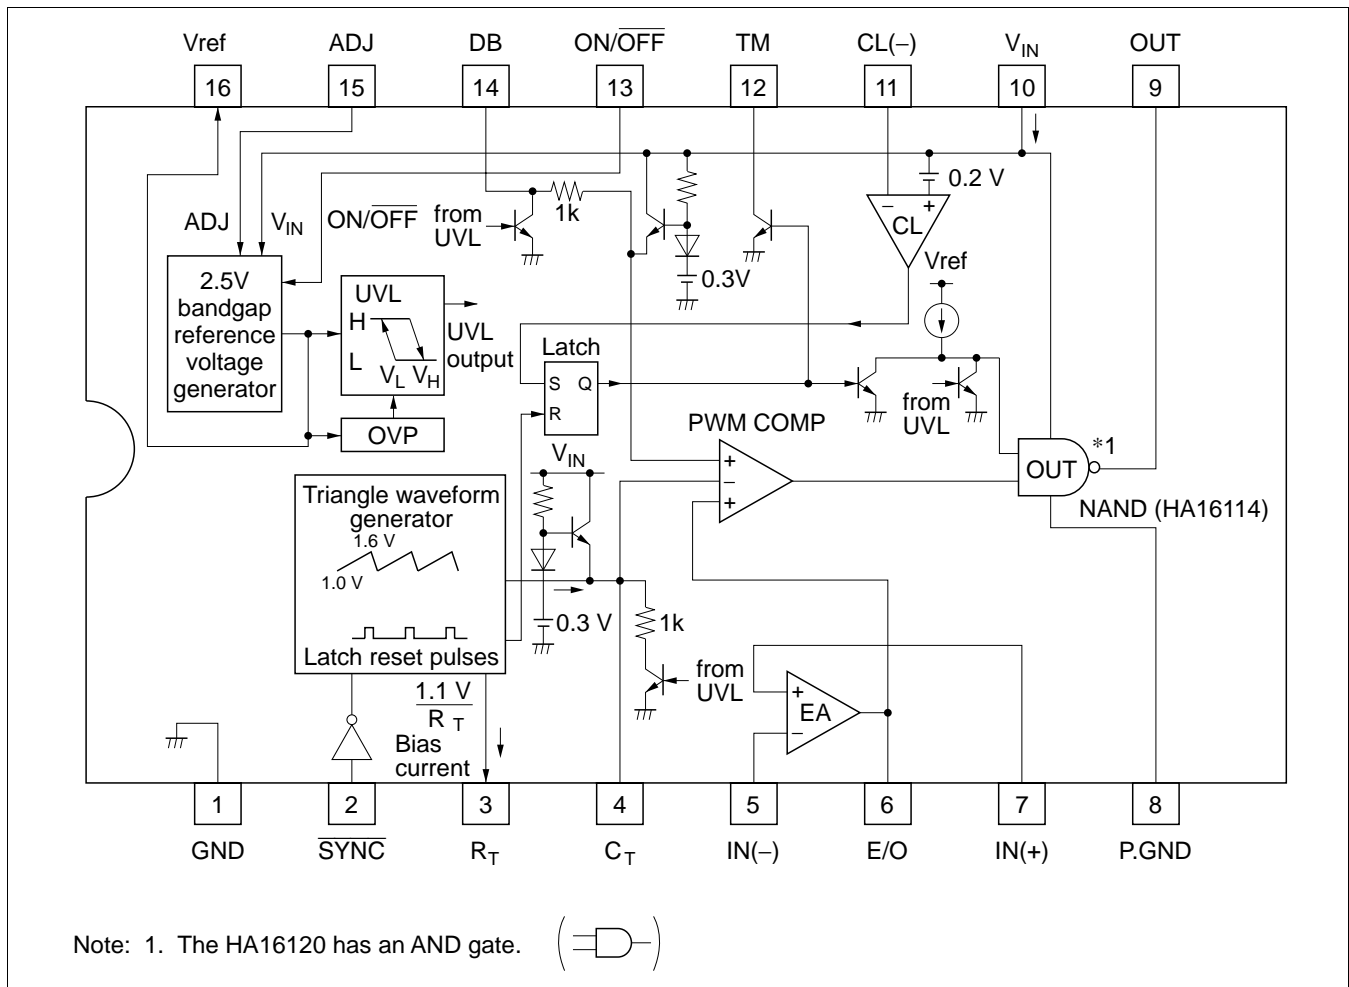 Vref ADJ DB ON/OFF TM CL(−) VIN OUT
16 15 14 13 12 11 10 9
0.2 V
1k
ADJ
VIN
ON/OFF
from
UVL
− +
CL
Vref
0.3V
2.5V
bandgap
reference
voltage
generator
UVL
H
L
VL VH
UVL
output
Latch
S Q
R
from
UVL
OVP
PWM COMP
+
−
+
*1
OUT
NAND (HA16114)
VIN
Triangle waveform
generator
1.6 V
1.0 V
0.3 V
1k
Latch reset pulses
from
UVL
+
EA
−
1.1 V
RT
Bias
current
1 2 3 4 5 6 7 8
GND SYNC RT CT IN(−) E/O IN(+) P.GND
Note: 1. The HA16120 has an AND gate.